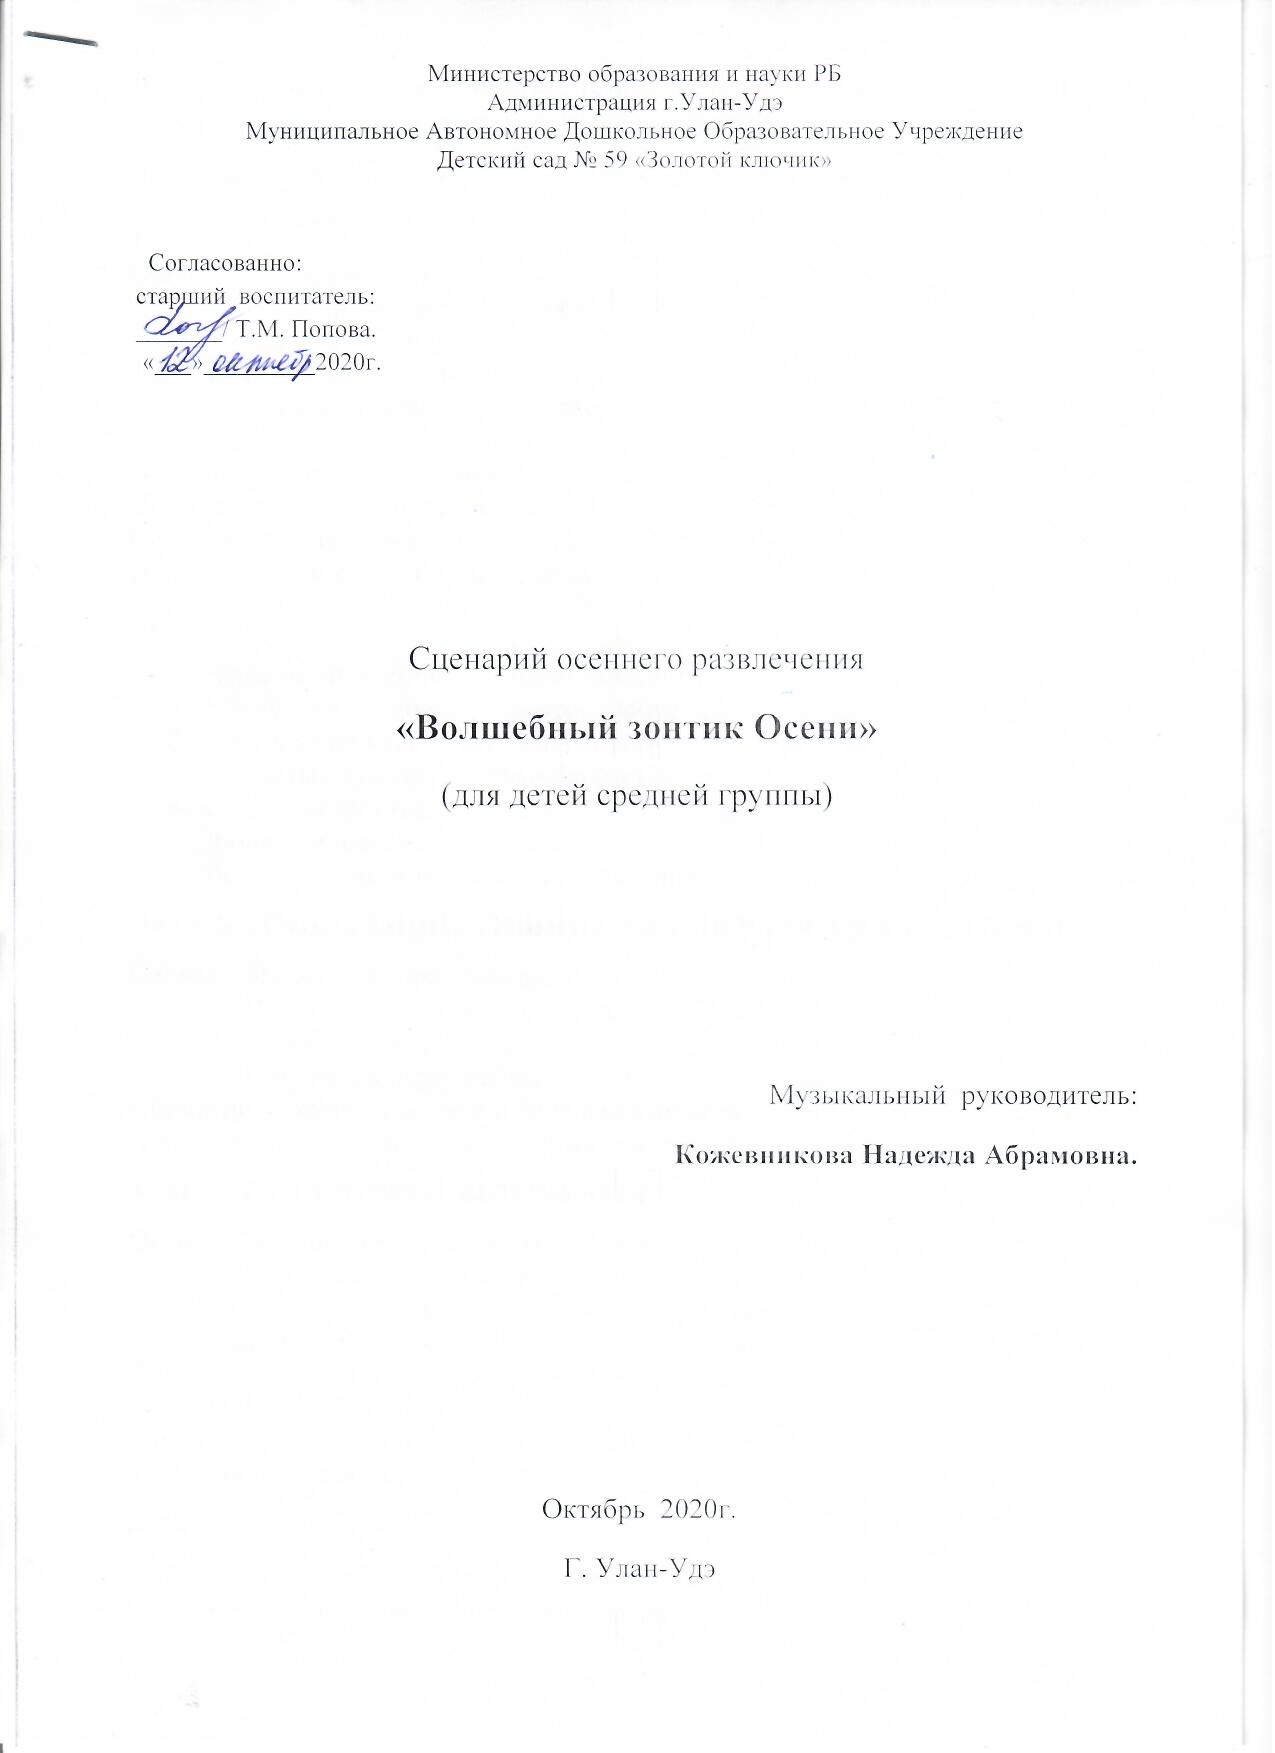 Министерство образования и науки РБ
Администрация г.Улан-Удэ
Муниципальное Автономное Дошкольное Образовательное Учреждение
Детский сад № 59 «Золотой ключик»
Согласованно:
старший воспитатель:
/ Т.М. Попова.
«12» 2020г.
Сценарий осеннего развлечения
«Волшебный зонтик Осени»
(для детей средней группы)
Музыкальный руководитель:
Кожевникова Надежда Абрамовна.
Октябрь 2020г.
Г. Улан-Удэ